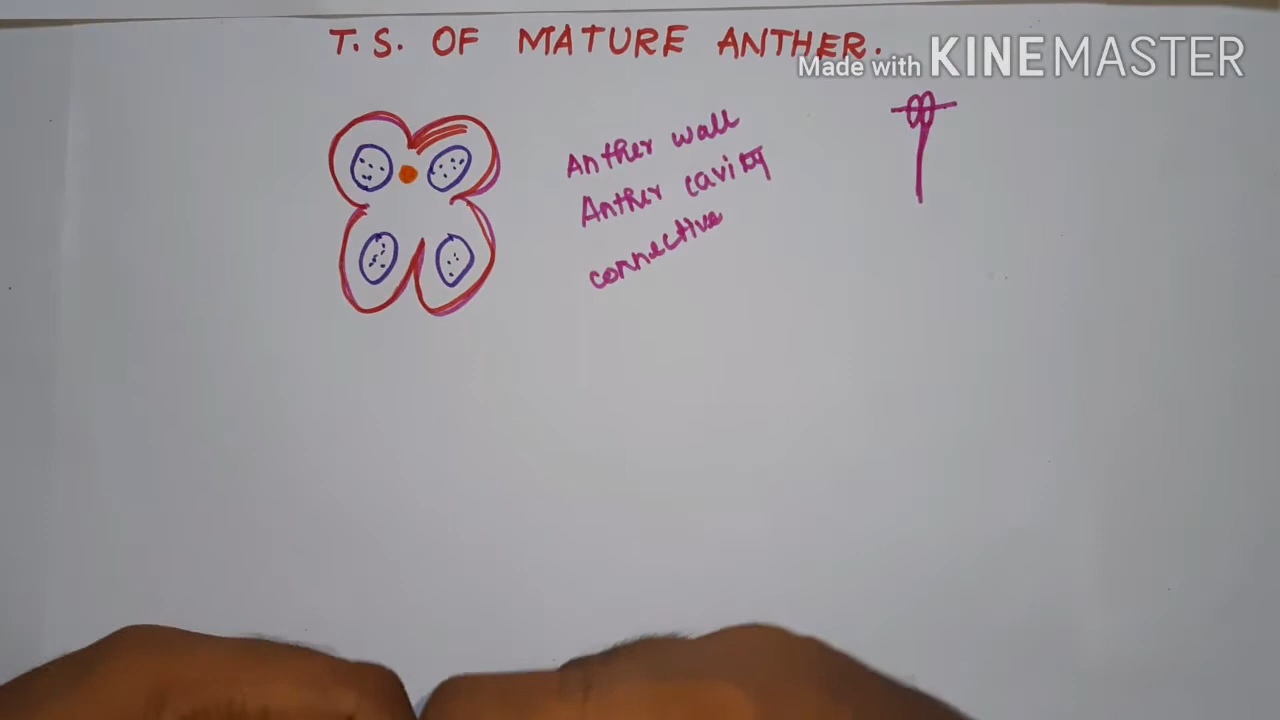 T.S. OF MATURE ANTHER.
Made with KINEMASTER
Anther wall
Anther cavity
connective